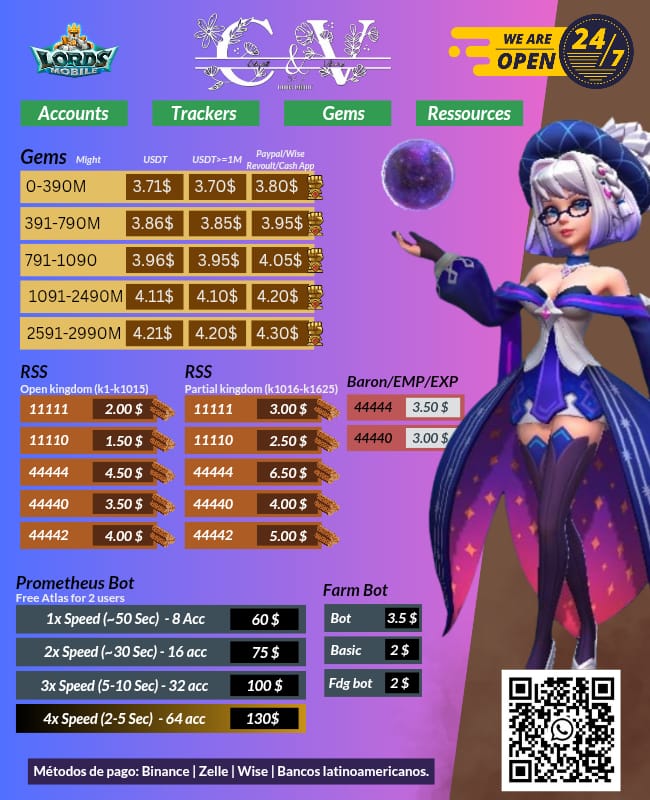 LORDS
MOBILE
C & V
WE ARE
OPEN
24/7
Accounts
Trackers
Gems
Ressources
Gems Might USDT USDT>=1M Paypal/Wise
Revoult/Cash App
0-390M 3.71$ 3.70$ 3.80$
391-790M 3.86$ 3.85$ 3.95$
791-1090 3.96$ 3.95$ 4.05$
1091-2490M 4.11$ 4.10$ 4.20$
2591-2990M 4.21$ 4.20$ 4.30$
RSS
Open kingdom (k1-k1015)
11111 2.00 $
11110 1.50 $
44444 4.50 $
44440 3.50 $
44442 4.00 $
RSS
Partial kingdom (k1016-k1625)
11111 3.00 $
11110 2.50 $
44444 6.50 $
44440 4.00 $
44442 5.00 $
Baron/EMP/EXP
44444 3.50 $
44440 3.00 $
Prometheus Bot
Free Atlas for 2 users
1x Speed (~50 Sec) - 8 Acc 60 $
2x Speed (~30 Sec) - 16 acc 75 $
3x Speed (5-10 Sec) - 32 acc 100 $
4x Speed (2-5 Sec) - 64 acc 130$
Farm Bot
Bot 3.5 $
Basic 2 $
Fdg bot 2 $
Métodos de pago: Binance | Zelle | Wise | Bancos latinoamericanos.